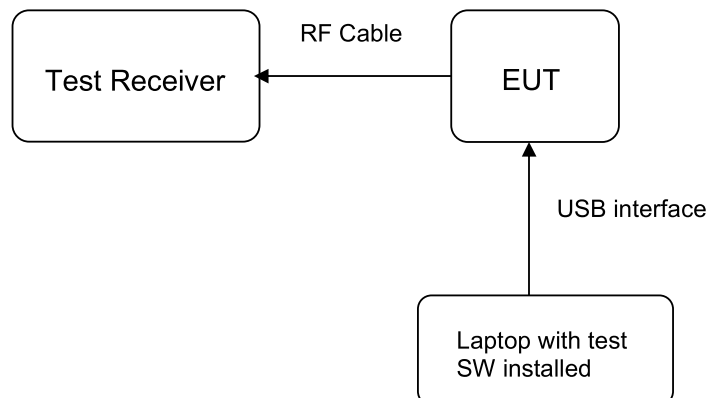 RF Cable
Test Receiver
EUT
USB interface
Laptop with test
SW installed